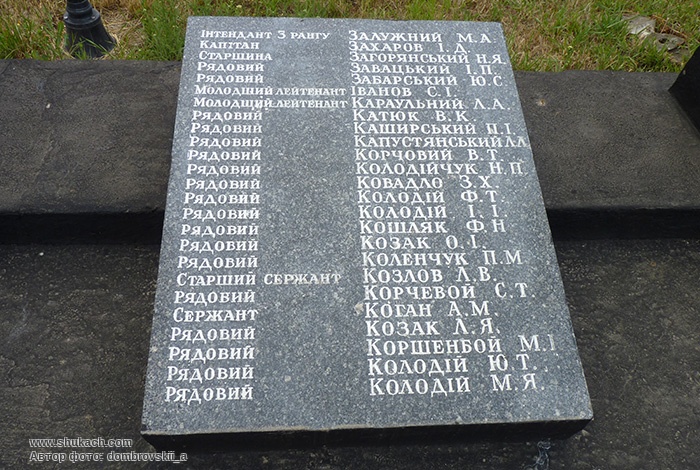 Інтендант 3 рангу Залужний М.А.
Капітан Захаров І.Д.
Старшина Загорянський Н.Я.
Рядовий Завацький І.П.
Рядовий Забарський Ю.С.
Молодший лейтенант Іванов С.І.
Молодший лейтенант Караульний Л.А.
Рядовий Катюк В.К.
Рядовий Каширський П.І.
Рядовий Капустянський Л.Л.
Рядовий Корчовий В.Т.
Рядовий Колодійчук Н.П.
Рядовий Ковадло З.Х.
Рядовий Колодій Ф.Т.
Рядовий Колодій І.І.
Рядовий Кошляк Ф.Н
Рядовий Козак О.І.
Рядовий Коленчук П.М
Старший сержант Козлов Л.В.
Рядовий Корчевой С.Т.
Сержант Коган А.М.
Рядовий Козак Л.Я.
Рядовий Коршенбой М.І
Рядовий Колодій Ю.Т.
Рядовий Колодій М.Я.
www.shukach.com
Автор фото: dombrovskii_a